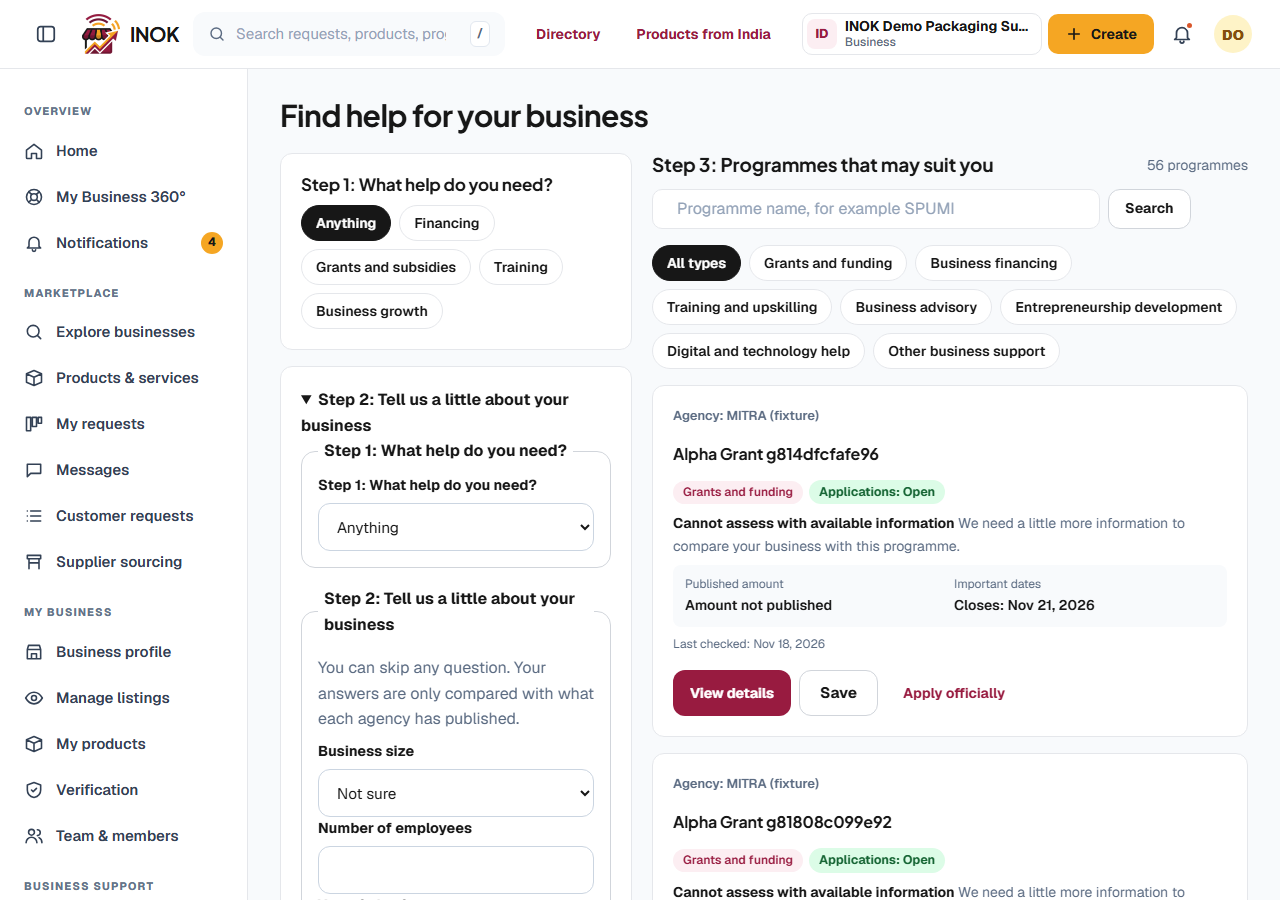 INOK
Search requests, products, pro
/
Directory
Products from India
ID
INOK Demo Packaging Su...
Business
Create
DO
OVERVIEW
Home
My Business 360°
Notifications
4
MARKETPLACE
Explore businesses
Products & services
My requests
Messages
Customer requests
Supplier sourcing
MY BUSINESS
Business profile
Manage listings
My products
Verification
Team & members
BUSINESS SUPPORT
Find help for your business
Step 1: What help do you need?
Anything
Financing
Grants and subsidies
Training
Business growth
Step 2: Tell us a little about your
business
Step 1: What help do you need?
Step 1: What help do you need?
Anything
Step 2: Tell us a little about your
business
You can skip any question. Your
answers are only compared with what
each agency has published.
Business size
Not sure
Number of employees
Step 3: Programmes that may suit you
56 programmes
Programme name, for example SPUMI
Search
All types
Grants and funding
Business financing
Training and upskilling
Business advisory
Entrepreneurship development
Digital and technology help
Other business support
Agency: MITRA (fixture)
Alpha Grant g814dfcfafe96
Grants and funding
Applications: Open
Cannot assess with available information We need a little more information to
compare your business with this programme.
Published amount
Important dates
Amount not published
Closes: Nov 21, 2026
Last checked: Nov 18, 2026
View details
Save
Apply officially
Agency: MITRA (fixture)
Alpha Grant g81808c099e92
Grants and funding
Applications: Open
Cannot assess with available information We need a little more information to